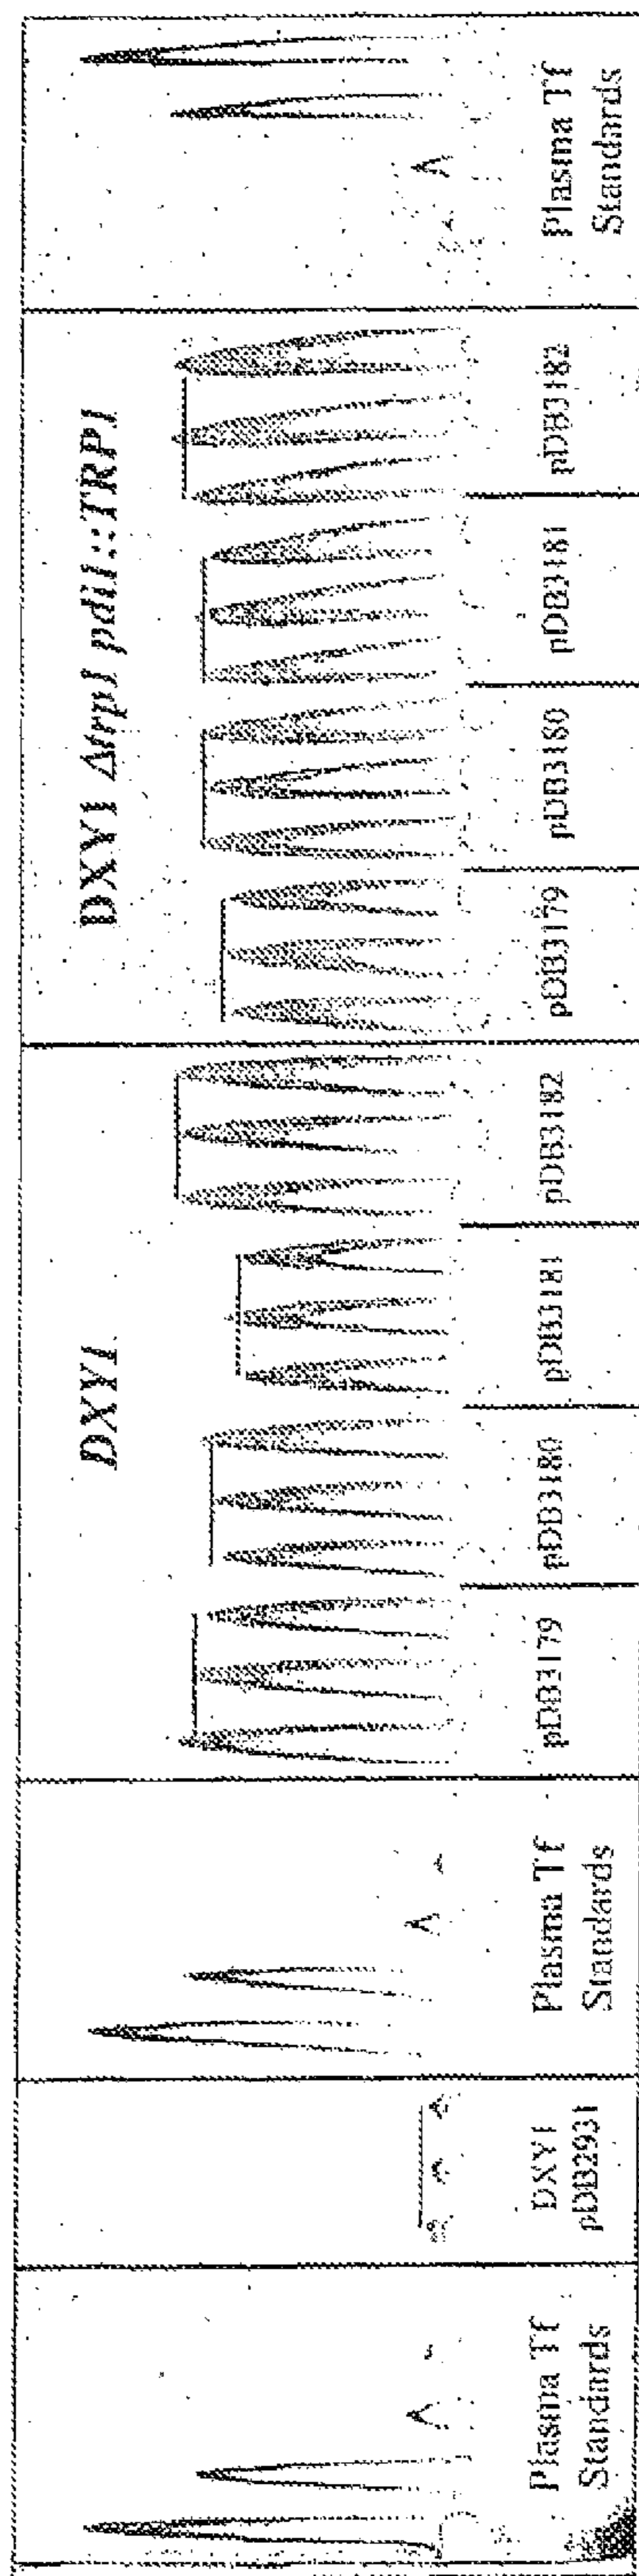 Plasma Tf
Standards
DXY1
pDB2931
Plasma Tf
Standards
DXY1
pDB3179
pDB3180
pDB3181
pDB3182
DXY1 Δtrp1 pdi1::TRP1
pDB3179
pDB3180
pDB3181
pDB3182
Plasma Tf
Standards